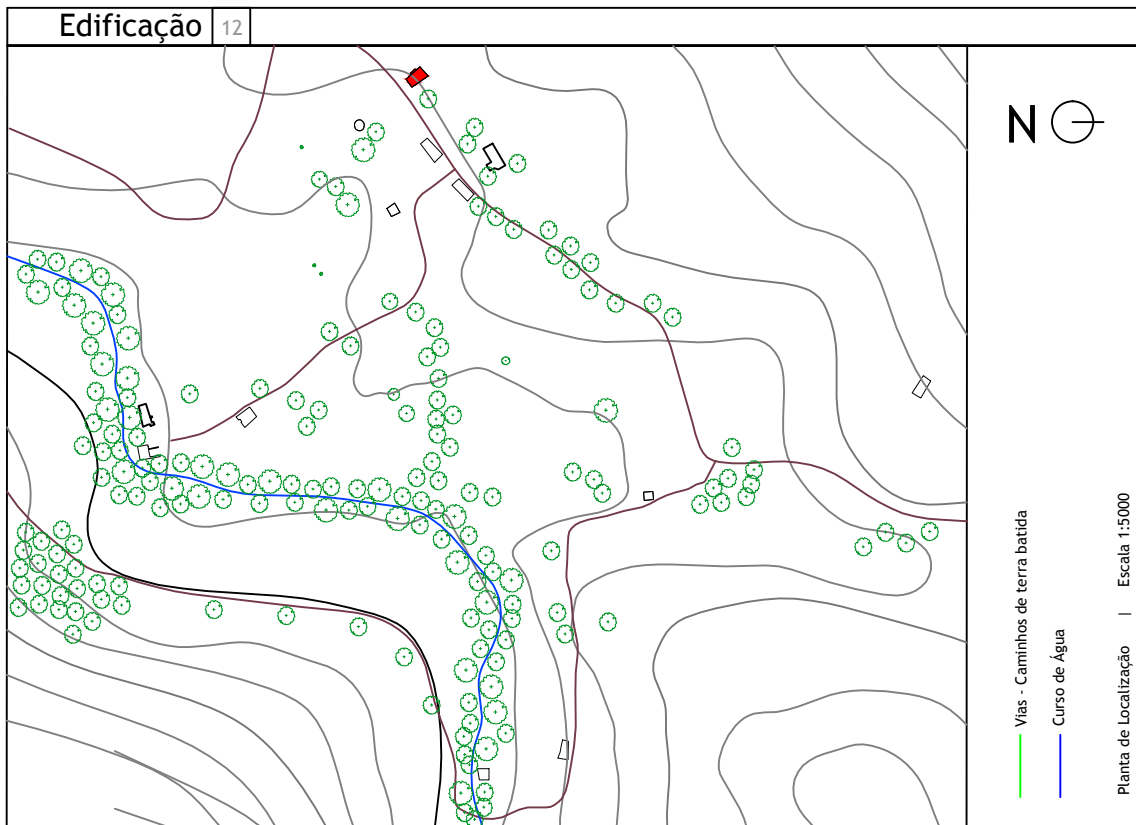 Edificação 12
N
Vias - Caminhos de terra batida
Curso de Água
Planta de Localização | Escala 1:5000